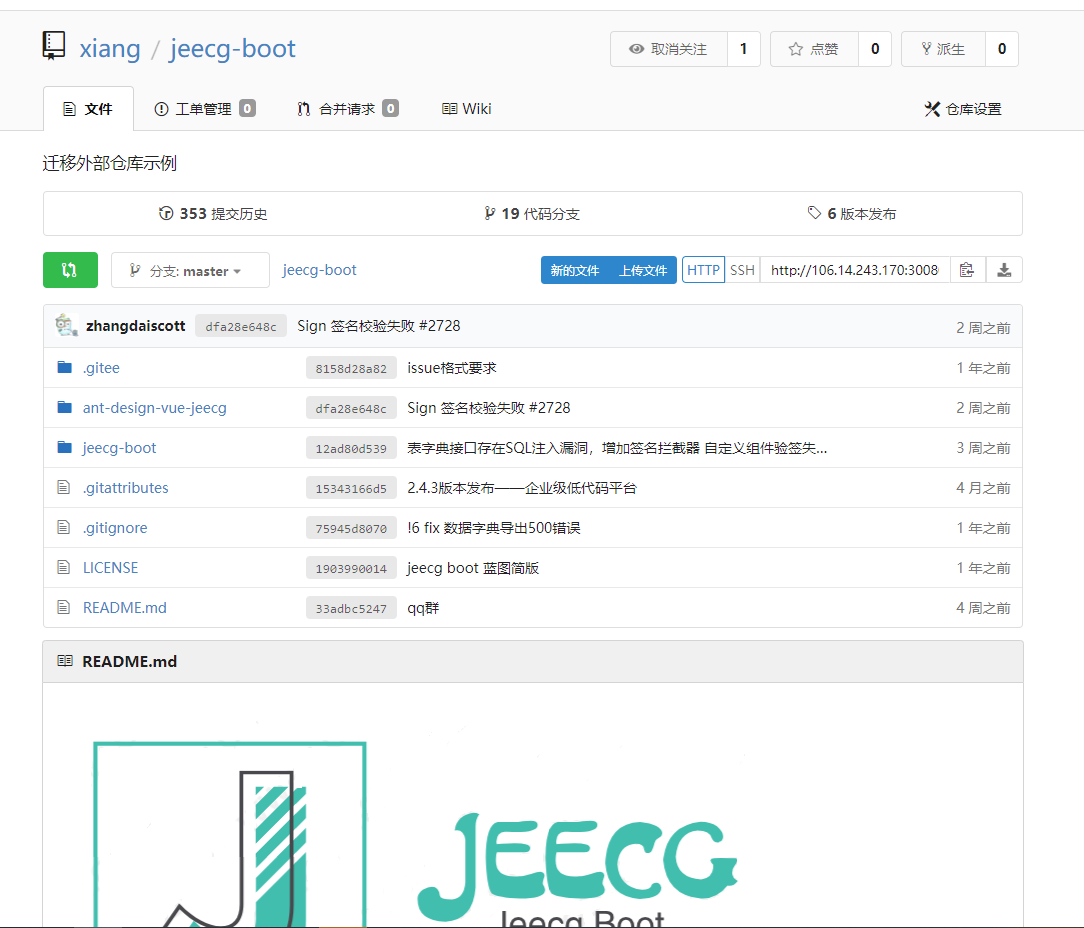 xiang / jeecg-boot 取消关注 1 点赞 0 派生 0
文件 工单管理 0 合并请求 0 Wiki 仓库设置
迁移外部仓库示例
353 提交历史 19 代码分支 6 版本发布
分支: master jeecg-boot 新的文件 上传文件 HTTP SSH http://106.14.243.170:3008
zhangdaiscott dfa28e648c Sign 签名校验失败 #2728 2 周之前
.gitee 8158d28a82 issue格式要求 1 年之前
ant-design-vue-jeecg dfa28e648c Sign 签名校验失败 #2728 2 周之前
jeecg-boot 12ad80d539 表字典接口存在SQL注入漏洞，增加签名拦截器 自定义组件验签失... 3 周之前
.gitattributes 15343166d5 2.4.3版本发布——企业级低代码平台 4 月之前
.gitignore 75945d8070 !6 fix 数据字典导出500错误 1 年之前
LICENSE 1903990014 jeecg boot 蓝图简版 1 年之前
README.md 33adbc5247 qq群 4 周之前
README.md
JEECG
Jeecg Boot